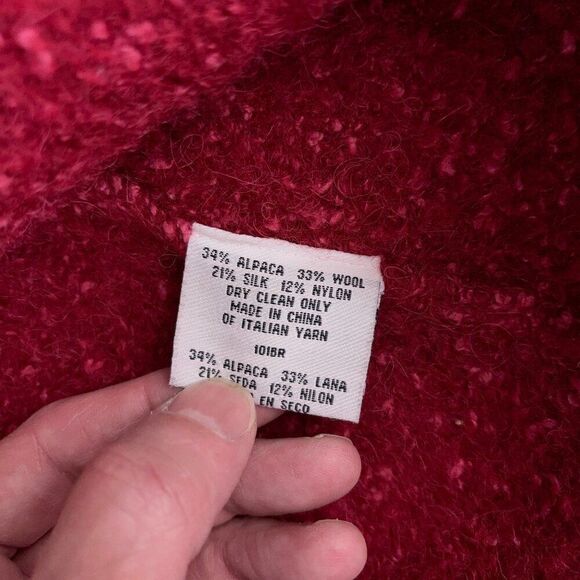 34% ALPACA 33% WOOL
21% SILK 12% NYLON
DRY CLEAN ONLY
MADE IN CHINA
OF ITALIAN YARN
101BR
34% ALPACA 33% LANA
21% SEDA 12% NILON
EN SECO